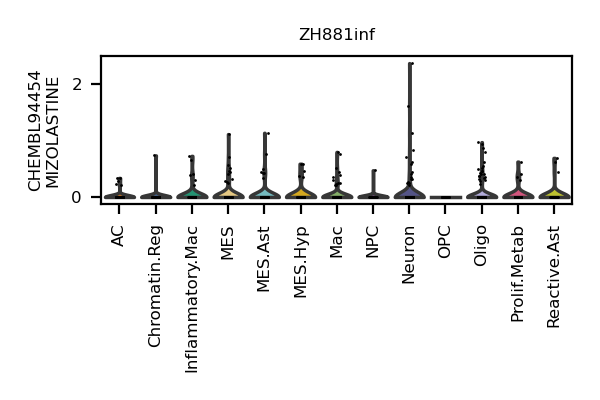 ZH881inf
CHEMBL94454
MIZOLASTINE
2
0
AC
Chromatin.Reg
Inflammatory.Mac
MES
MES.Ast
MES.Hyp
Mac
NPC
Neuron
OPC
Oligo
Prolif.Metab
Reactive.Ast